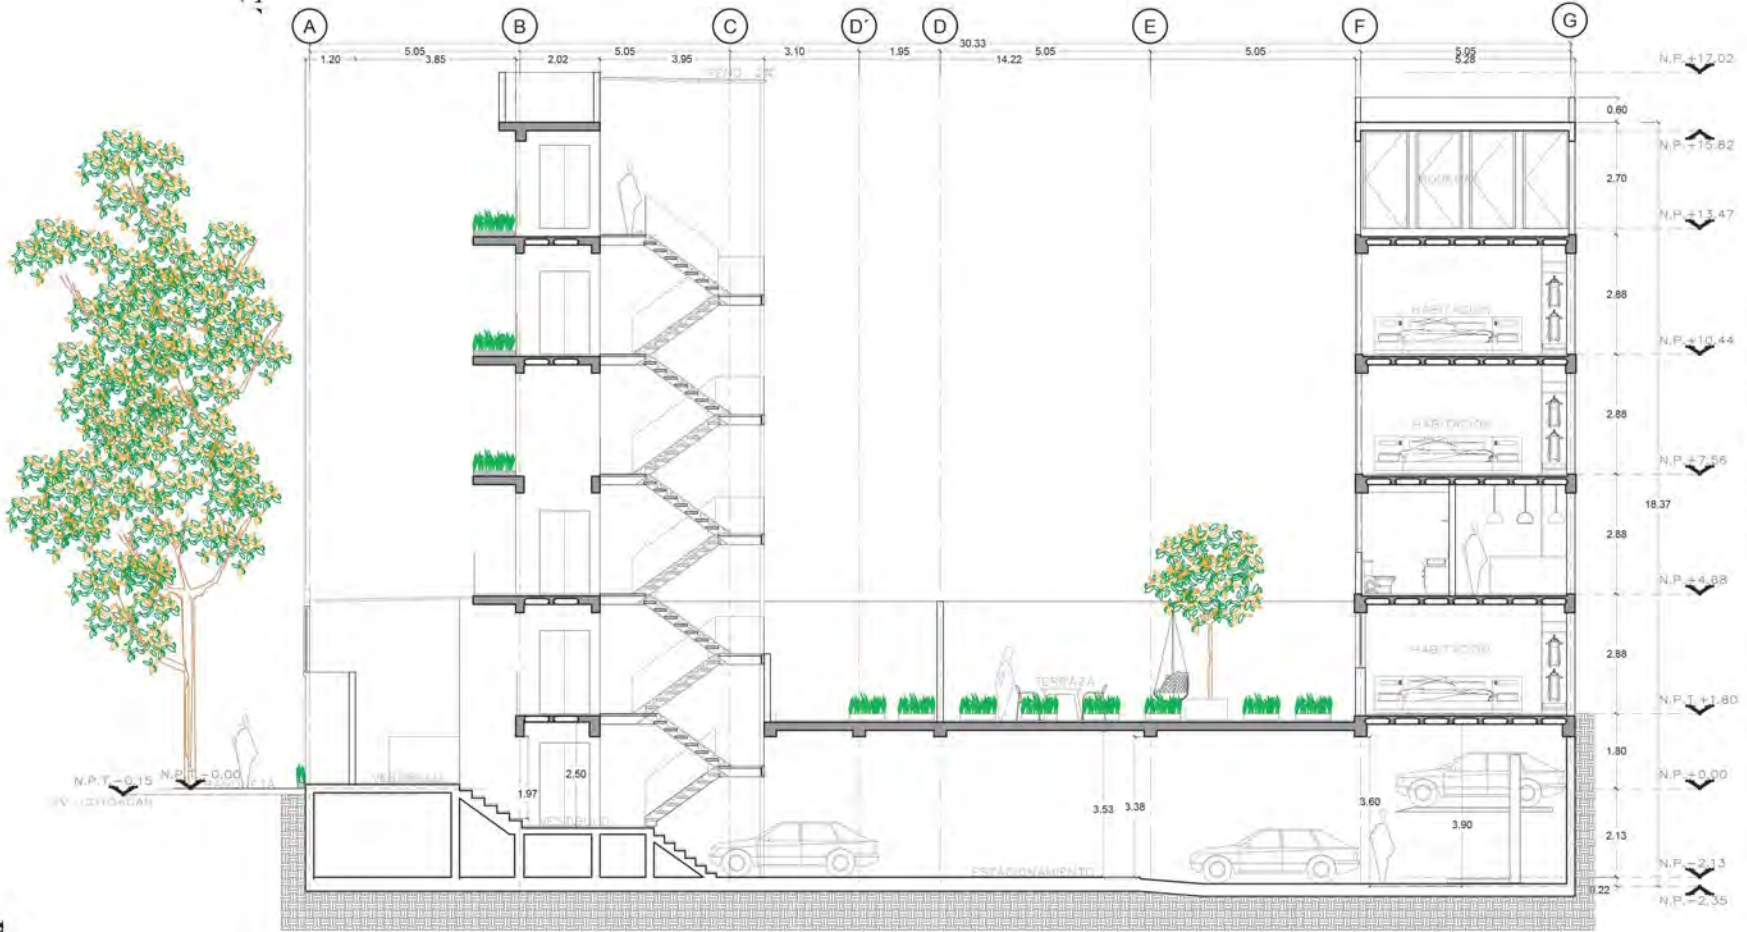 A B C D´ D E F G
30.33
5.05 5.05 3.10 1.95 5.05 5.05 5.05
1.20 3.85 2.02 3.95 14.22 5.28
N.P.+17.02
0.60
N.P.+15.82
2.70
N.P.+13.47
HABITACION
2.88
N.P.+10.44
HABITACION
2.88
N.P.+7.56
18.37
2.88
N.P.+4.68
HABITACION
2.88
TERRAZA
N.P.T.+1.80
1.80
N.P.T.-0.15 N.P.T.-0.00
N.P.+0.00
2.50
1.97
3.53 3.38 3.60
3.90
VESTIBULO
2.13
ESTACIONAMIENTO
N.P.-2.13
0.22
N.P.-2.35